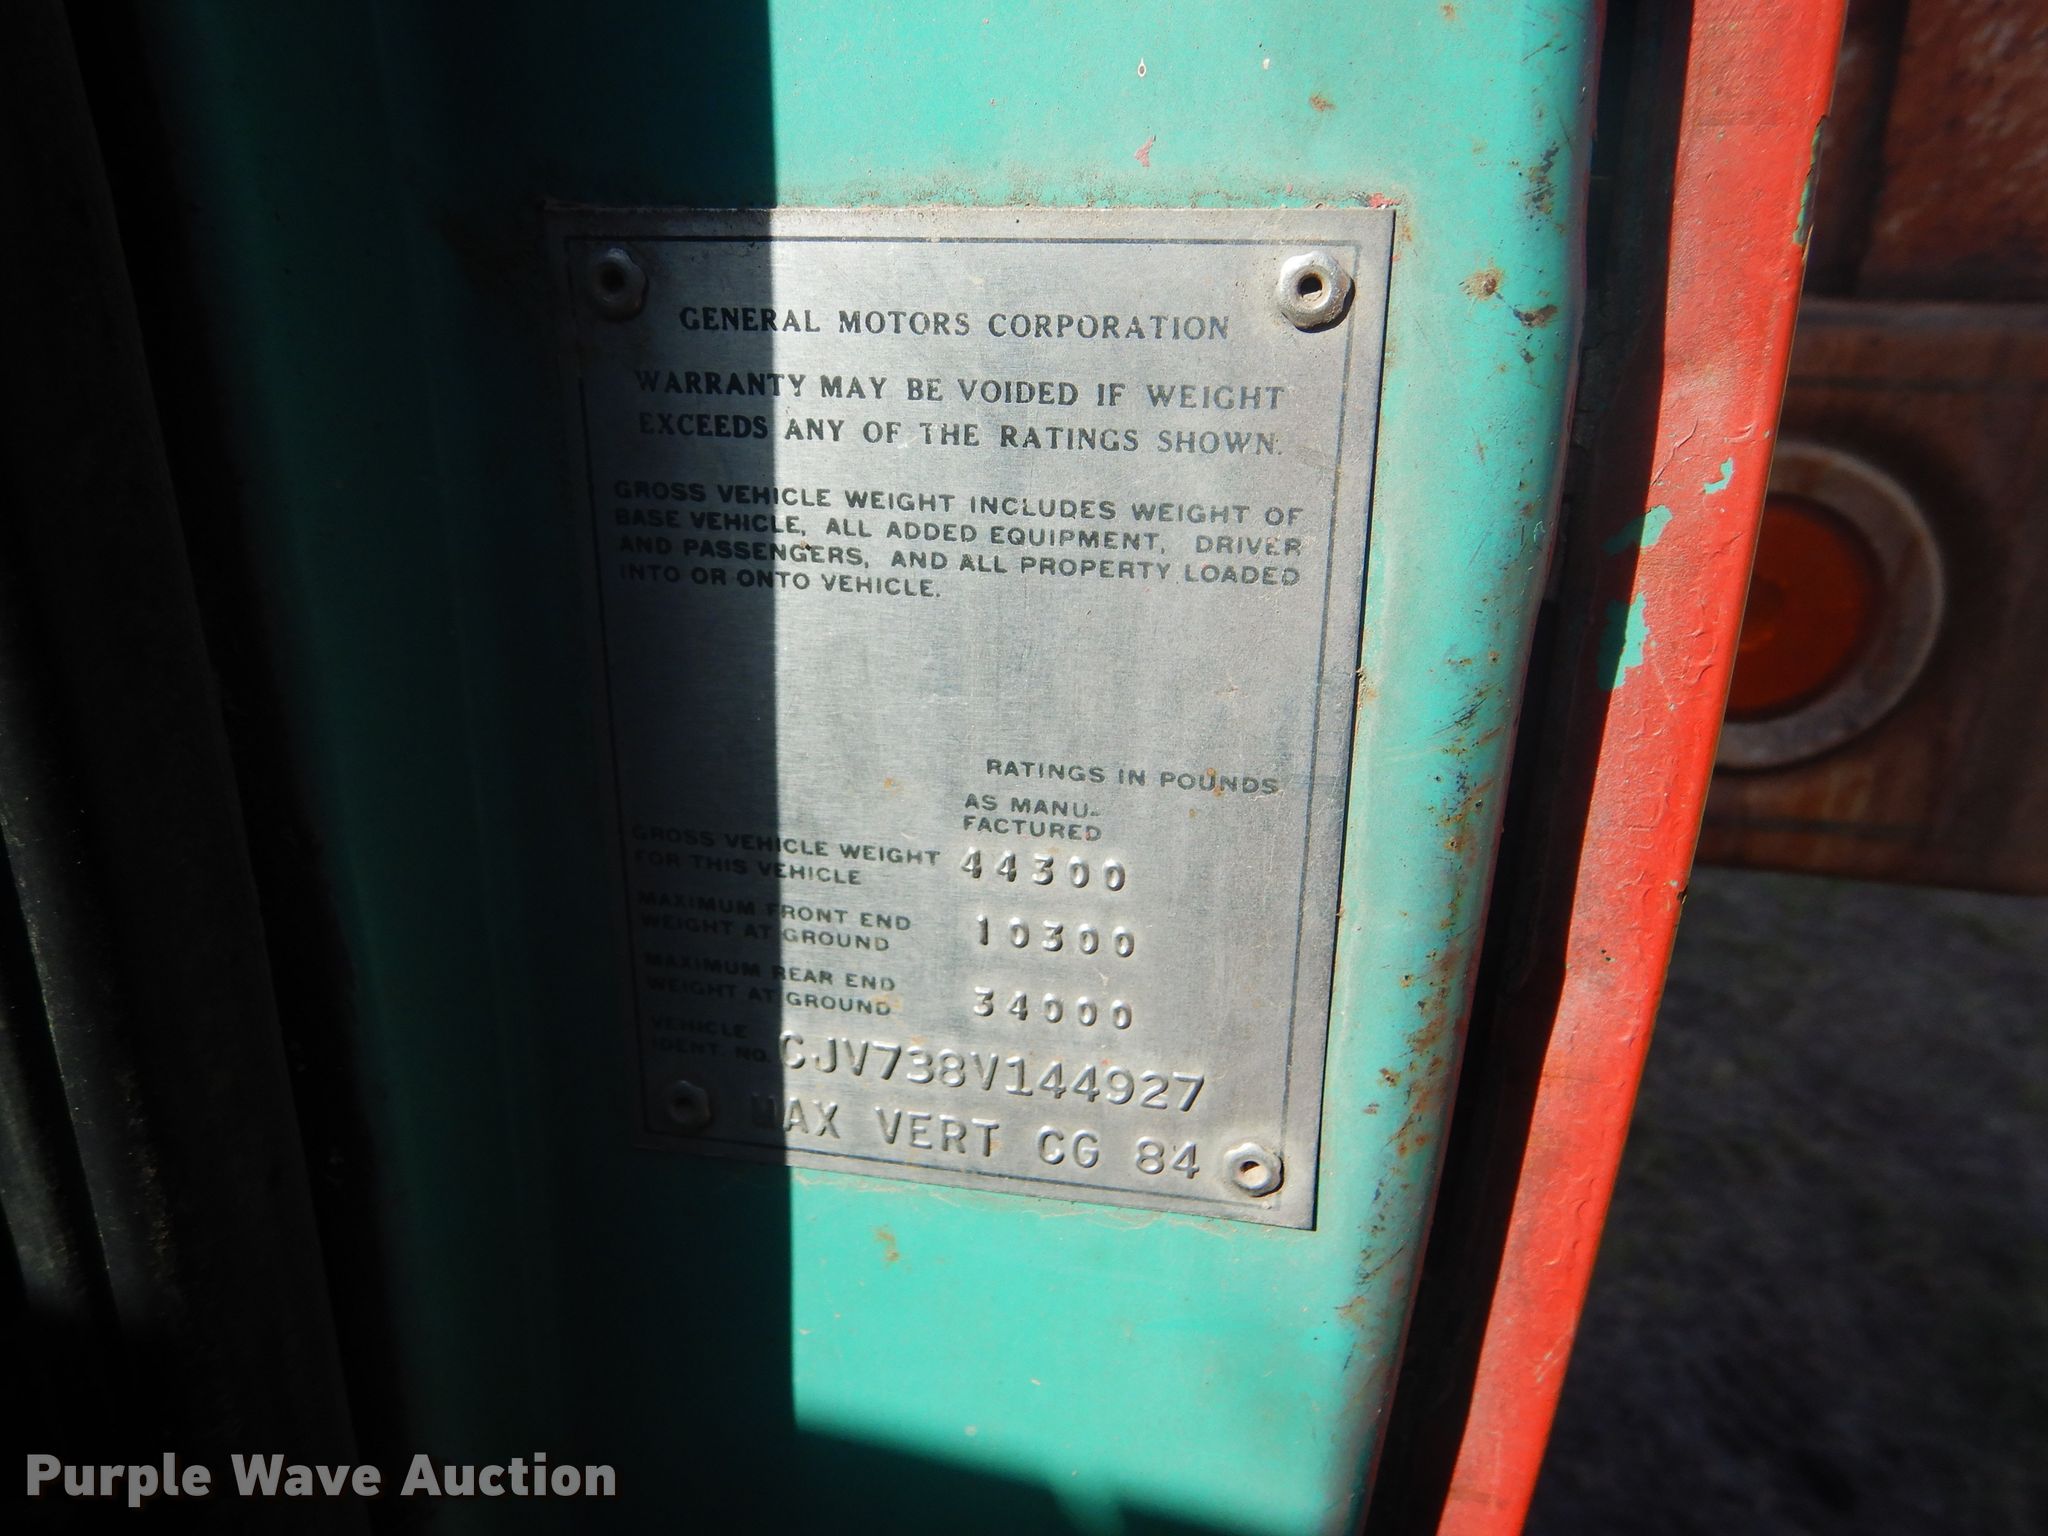 GENERAL MOTORS CORPORATION
WARRANTY MAY BE VOIDED IF WEIGHT
EXCEEDS ANY OF THE RATINGS SHOWN.
GROSS VEHICLE WEIGHT INCLUDES WEIGHT OF
BASE VEHICLE, ALL ADDED EQUIPMENT, DRIVER
AND PASSENGERS, AND ALL PROPERTY LOADED
INTO OR ONTO VEHICLE.
RATINGS IN POUNDS
AS MANU-
FACTURED
GROSS VEHICLE WEIGHT
FOR THIS VEHICLE 44300
MAXIMUM FRONT END
WEIGHT AT GROUND 10300
MAXIMUM REAR END
WEIGHT AT GROUND 34000
VEHICLE
IDENT. NO. CJV738V144927
MAX VERT CG 84
Purple Wave Auction